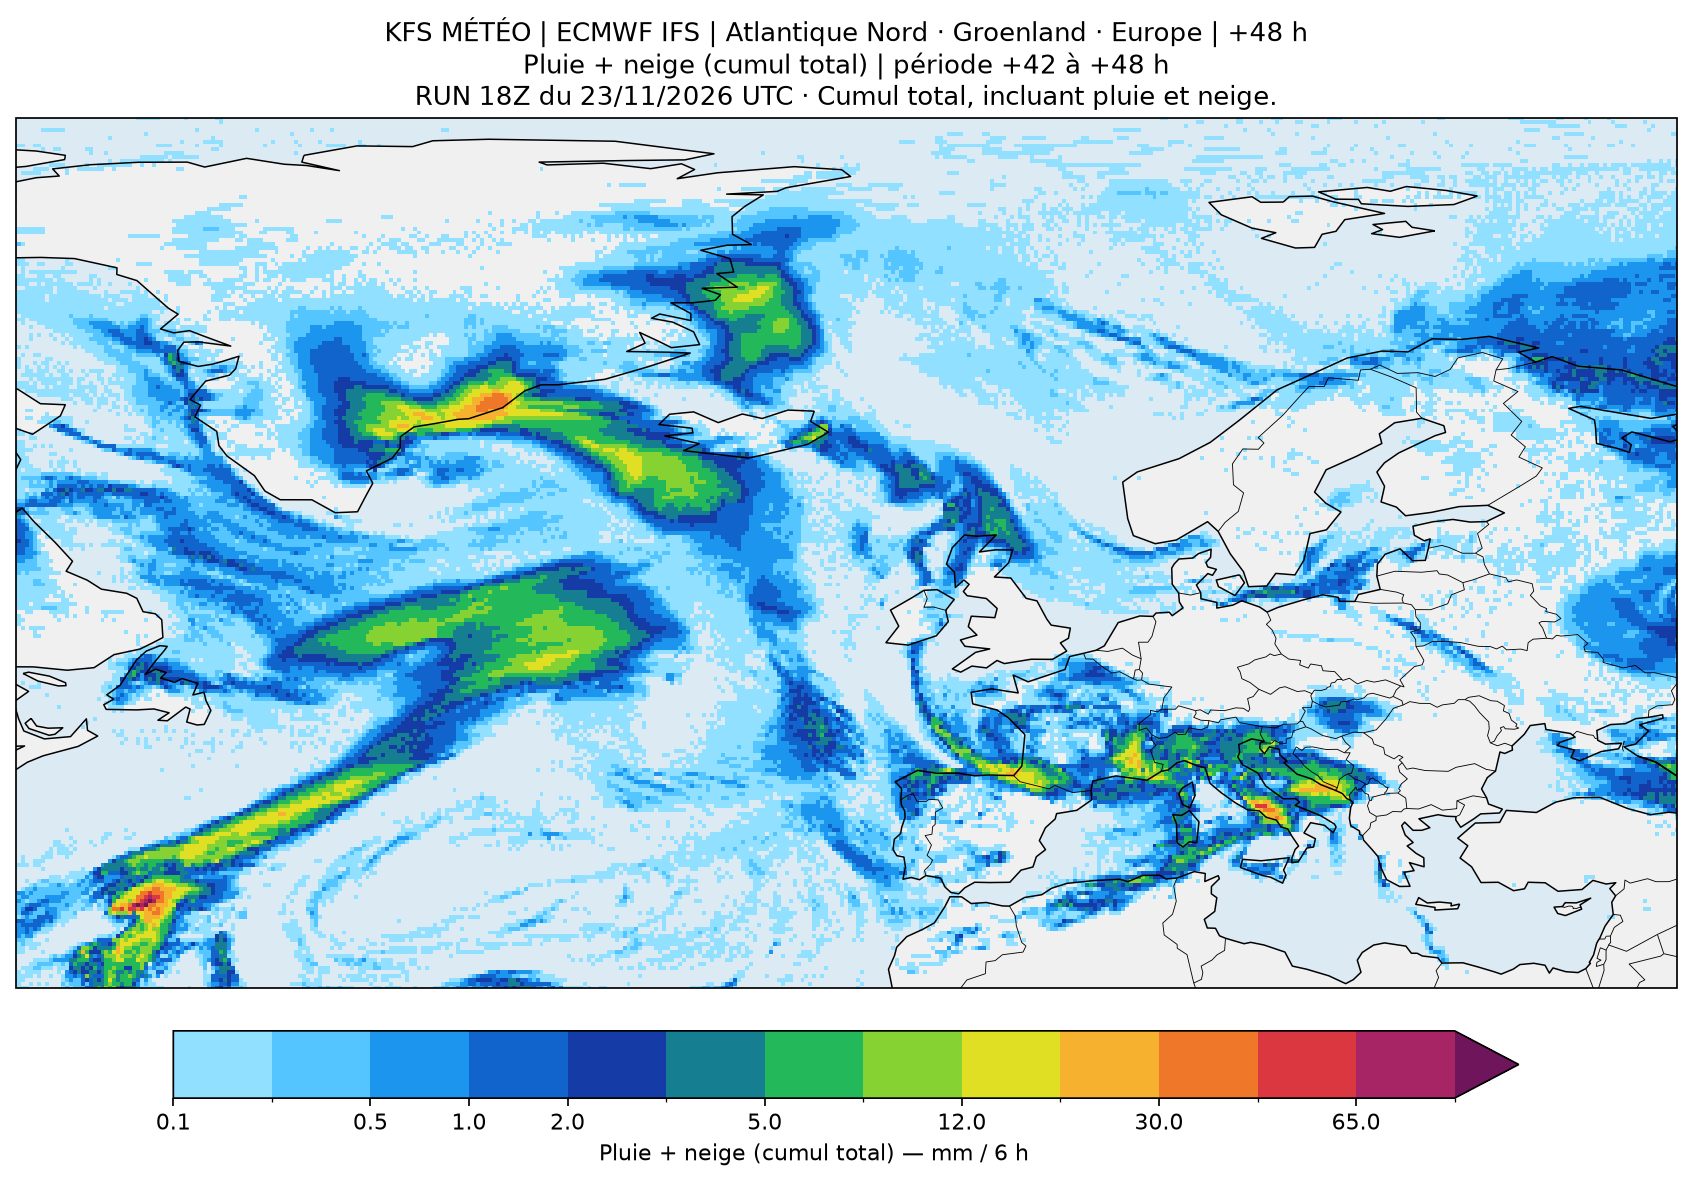 KFS MÉTÉO | ECMWF IFS | Atlantique Nord · Groenland · Europe | +48 h
Pluie + neige (cumul total) | période +42 à +48 h
RUN 18Z du 23/11/2026 UTC · Cumul total, incluant pluie et neige.
0.1 0.5 1.0 2.0 5.0 12.0 30.0 65.0
Pluie + neige (cumul total) — mm / 6 h